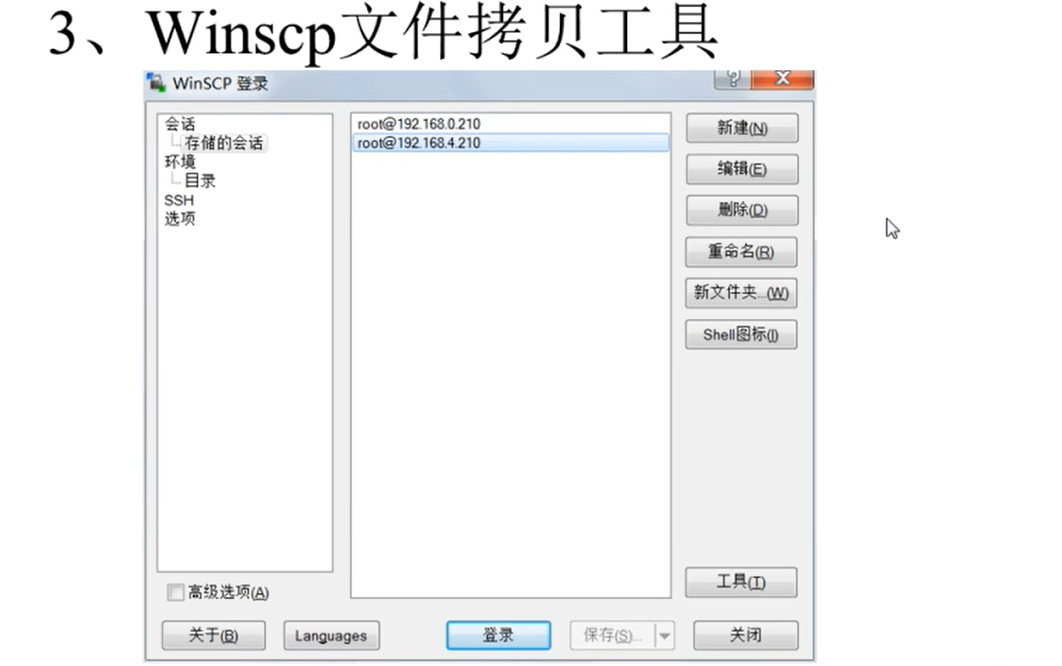 3、Winscp文件拷贝工具
WinSCP 登录
会话
存储的会话
环境
目录
SSH
选项
root@192.168.0.210
root@192.168.4.210
新建(N)
编辑(E)
删除(D)
重命名(R)
新文件夹...(W)
Shell图标(I)
工具(T)
高级选项(A)
关于(B)
Languages
登录
保存(S)...
关闭